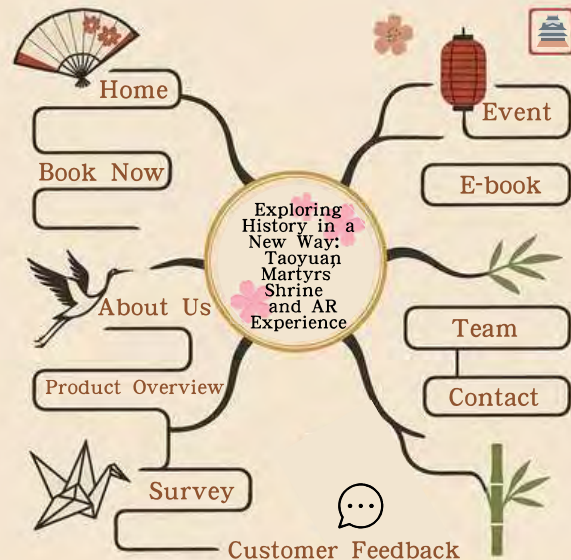 Home
Book Now
About Us
Product Overview
Survey
Customer Feedback
Exploring
History in a
New Way:
Taoyuan
Martyrs
Shrine
and AR
Experience
Event
E-book
Team
Contact